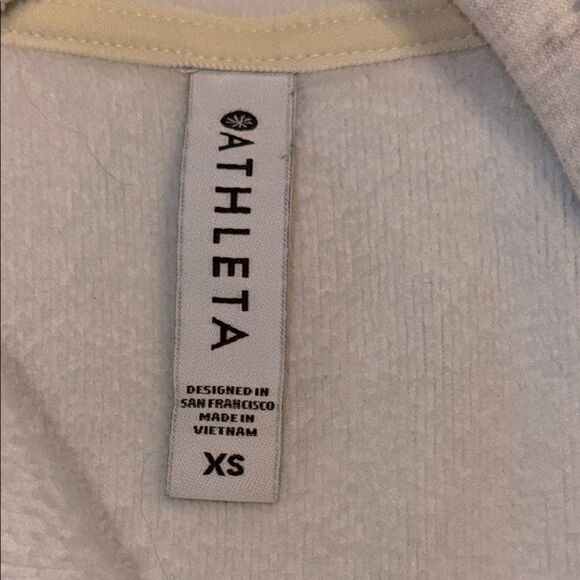 ATHLETA
DESIGNED IN
SAN FRANCISCO
MADE IN
VIETNAM
XS